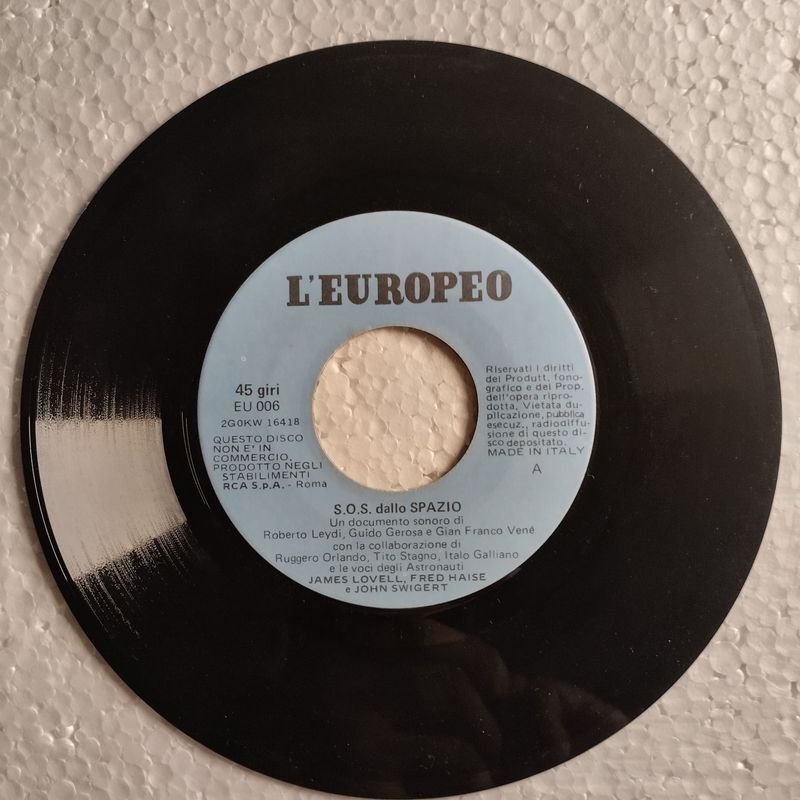 L'EUROPEO
45 giri
EU 006
2G0KW 16418
QUESTO DISCO
NON E' IN
COMMERCIO,
PRODOTTO NEGLI
STABILIMENTI
RCA S.p.A. - Roma
Riservati i diritti
dei Produtt. fono-
grafico e dei Prop.
dell'opera ripro-
dotta, Vietata du-
plicazione, pubblica
esecuz., radiodiffu-
sione di questo di-
sco depositato.
MADE IN ITALY
A
S.O.S. dallo SPAZIO
Un documento sonoro di
Roberto Leydi, Guido Gerosa e Gian Franco Venè
con la collaborazione di
Ruggero Orlando, Tito Stagno, Italo Galliano
e le voci degli Astronauti
JAMES LOVELL, FRED HAISE
e JOHN SWIGERT